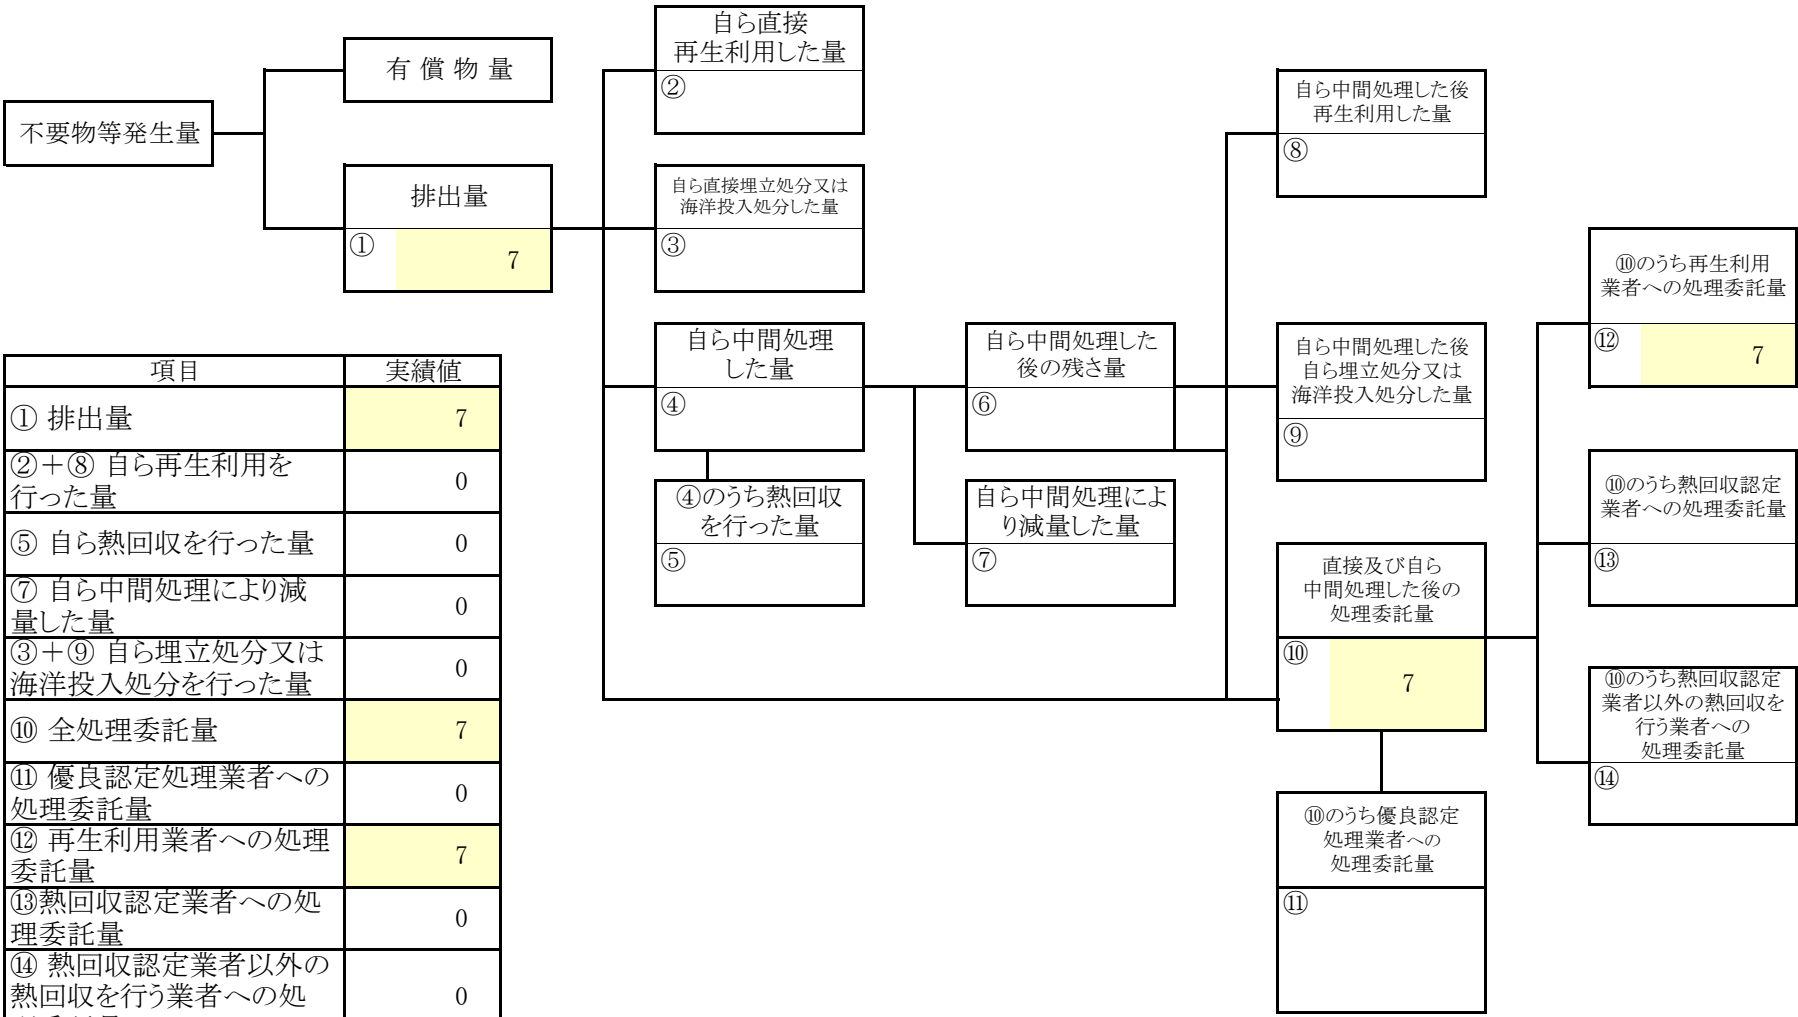 不要物等発生量
有 償 物 量
排出量
①
7
自ら直接
再生利用した量
②
自ら直接埋立処分又は
海洋投入処分した量
③
自ら中間処理
した量
④
④のうち熱回収
を行った量
⑤
自ら中間処理した
後の残さ量
⑥
自ら中間処理によ
り減量した量
⑦
自ら中間処理した後
再生利用した量
⑧
自ら中間処理した後
自ら埋立処分又は
海洋投入処分した量
⑨
直接及び自ら
中間処理した後の
処理委託量
⑩
7
⑩のうち優良認定
処理業者への
処理委託量
⑪
⑩のうち再生利用
業者への処理委託量
⑫
7
⑩のうち熱回収認定
業者への処理委託量
⑬
⑩のうち熱回収認定
業者以外の熱回収を
行う業者への
処理委託量
⑭
項目 実績値
① 排出量 7
②＋⑧ 自ら再生利用を
行った量 0
⑤ 自ら熱回収を行った量 0
⑦ 自ら中間処理により減
量した量 0
③＋⑨ 自ら埋立処分又は
海洋投入処分を行った量 0
⑩ 全処理委託量 7
⑪ 優良認定処理業者への
処理委託量 0
⑫ 再生利用業者への処理
委託量 7
⑬熱回収認定業者への処
理委託量 0
⑭ 熱回収認定業者以外の
熱回収を行う業者への処 0